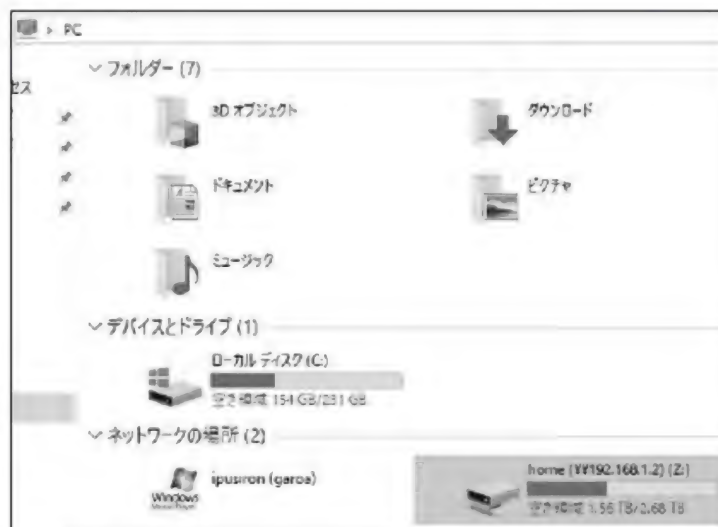 > PC
セス
フォルダー (7)
3D オブジェクト
ダウンロード
ドキュメント
ピクチャ
ミュージック
デバイスとドライブ (1)
ローカル ディスク (C:)
空き領域 154 GB/231 GB
ネットワークの場所 (2)
Windows
ipusiron (garoa)
home (¥¥192.168.1.2) (Z:)
空き領域 1.56 TB/2.68 TB